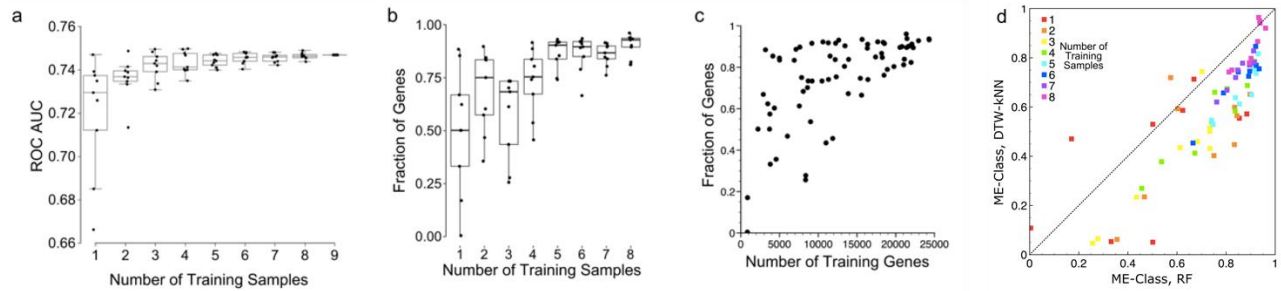 a
0.76
0.74
0.72
0.70
0.68
0.66
ROC AUC
1 2 3 4 5 6 7 8 9
Number of Training Samples
b
1.00
0.75
0.50
0.25
0.00
Fraction of Genes
1 2 3 4 5 6 7 8
Number of Training Samples
c
1
0.8
0.6
0.4
0.2
0
Fraction of Genes
0 5000 10000 15000 20000 25000
Number of Training Genes
d
1
0.8
0.6
0.4
0.2
0
ME-Class, DTW-kNN
1
2
3
4
5
6
7
8
Number of
Training
Samples
0 0.2 0.4 0.6 0.8 1
ME-Class, RF